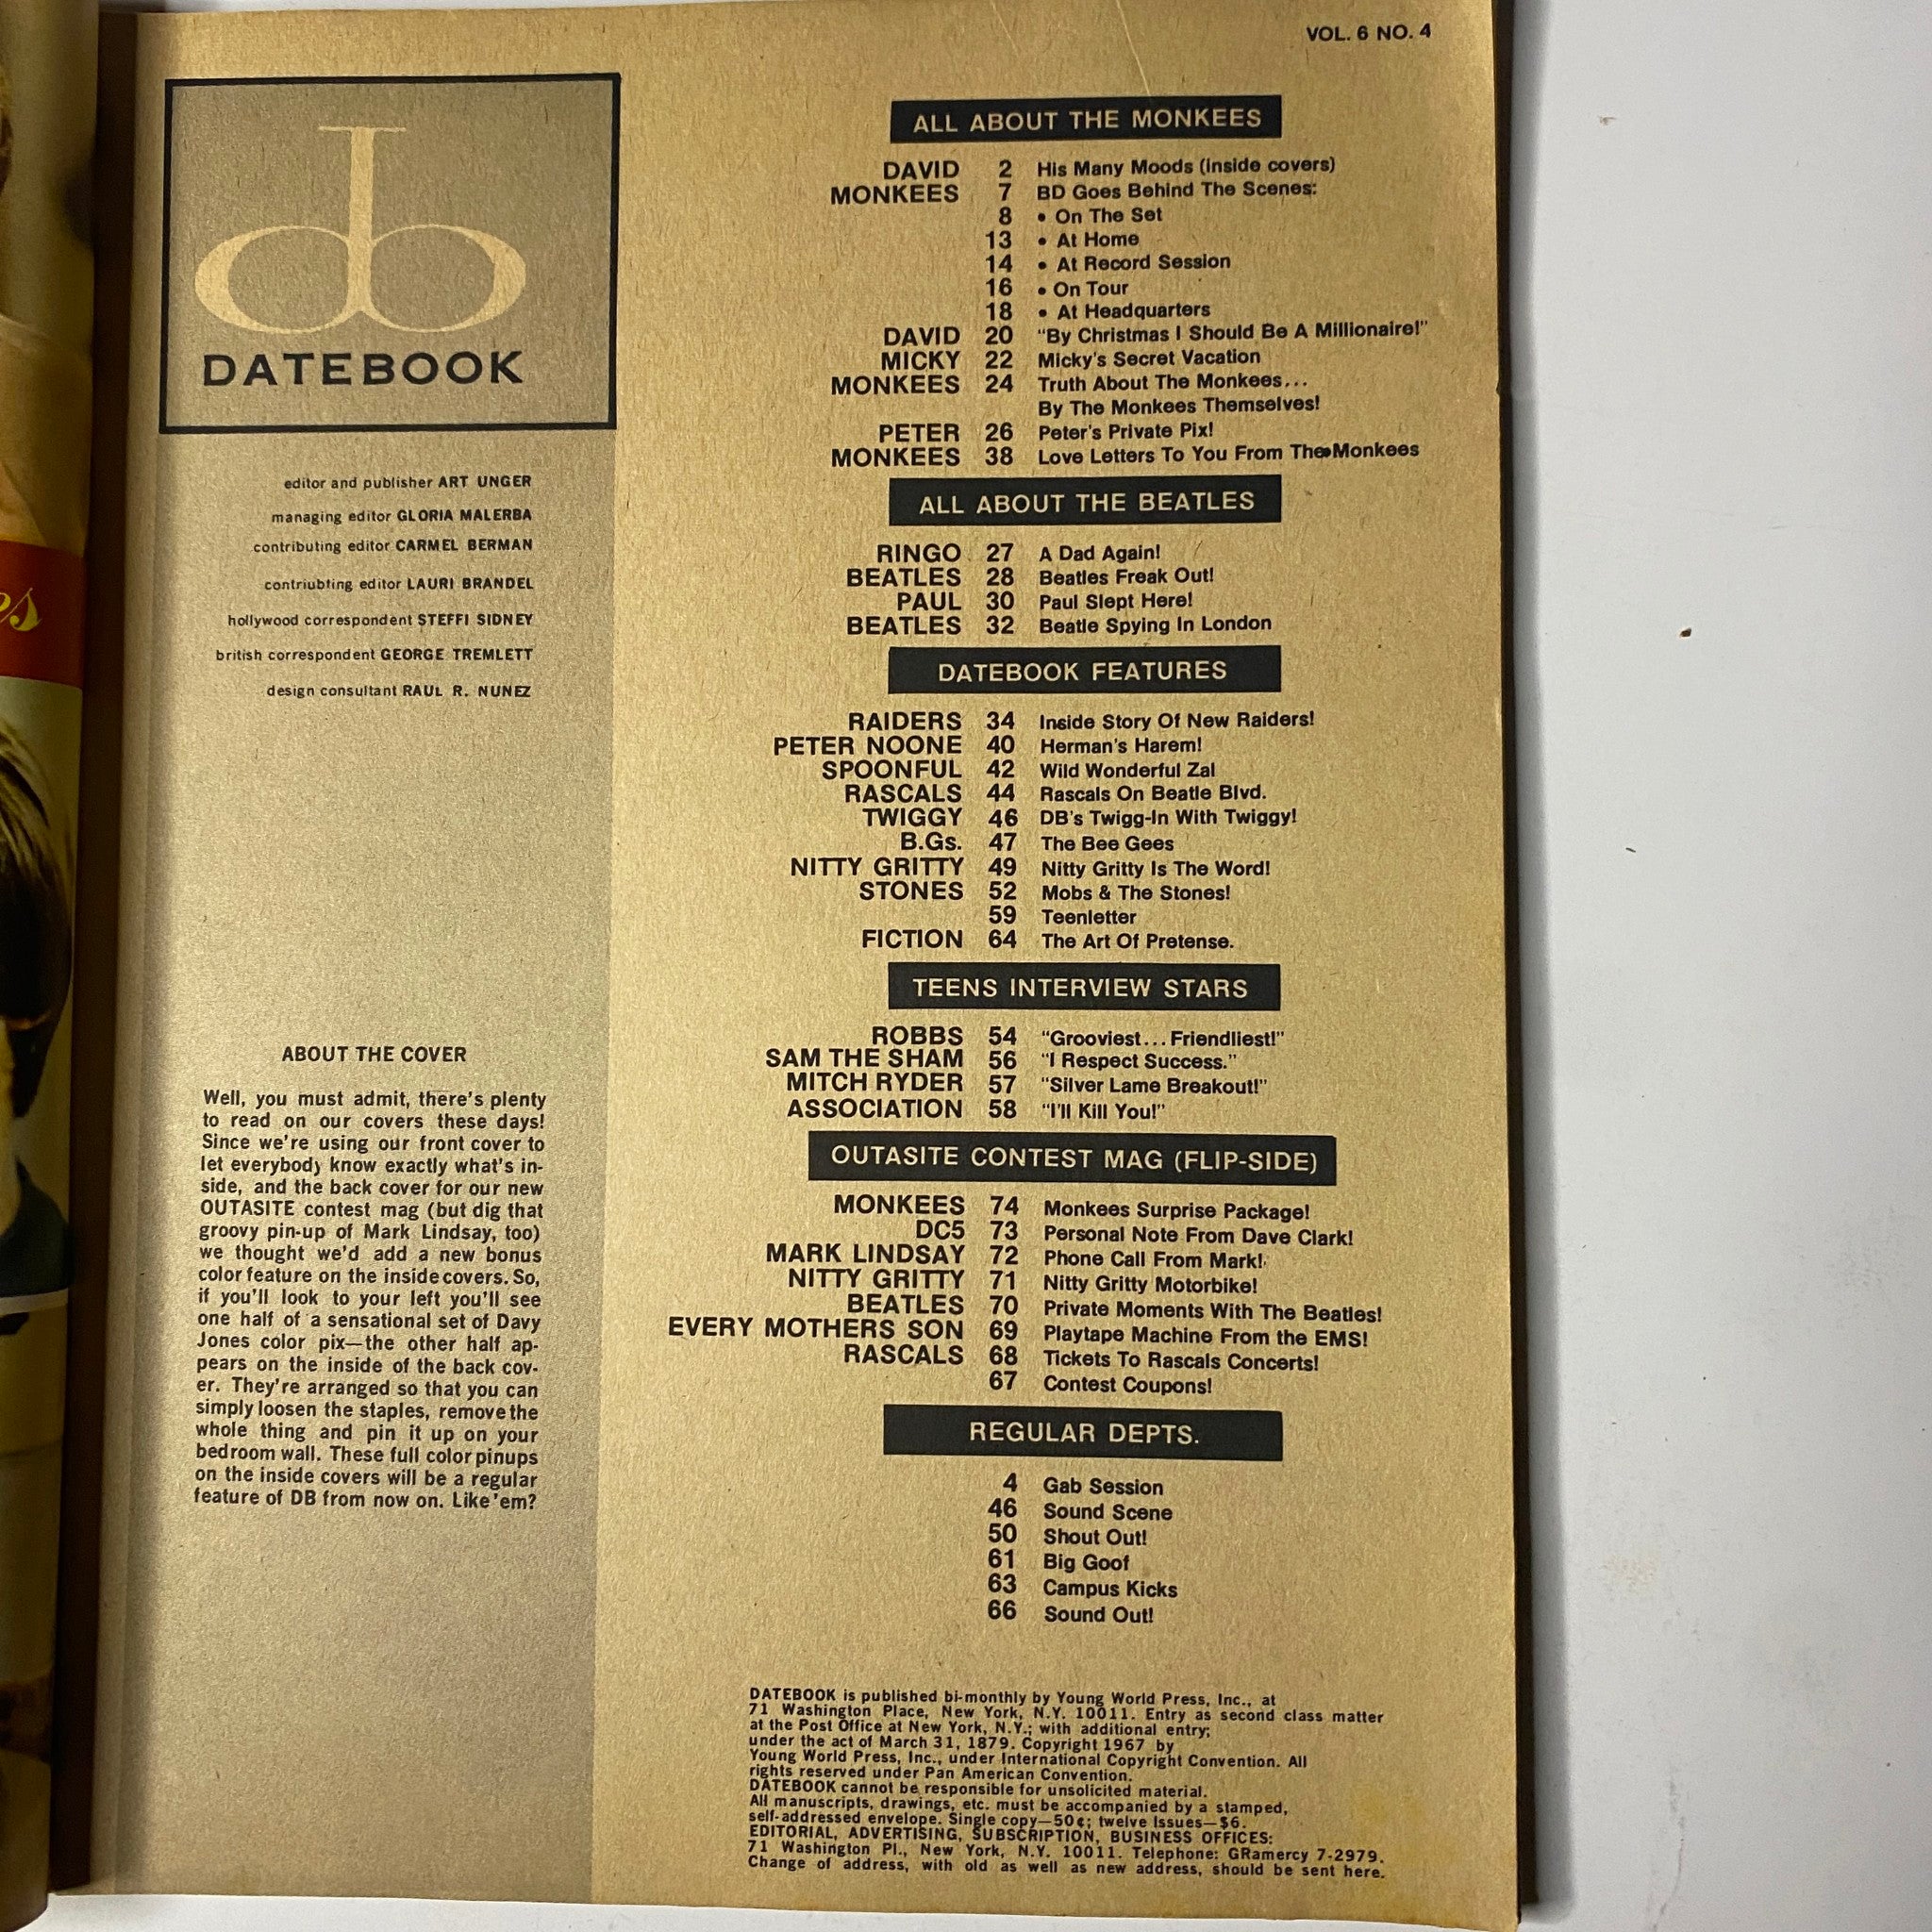 VOL. 6 NO. 4
db
DATEBOOK
editor and publisher ART UNGER
managing editor GLORIA MALERBA
contributing editor CARMEL BERMAN
contriubting editor LAURI BRANDEL
hollywood correspondent STEFFI SIDNEY
british correspondent GEORGE TREMLETT
design consultant RAUL R. NUNEZ
ABOUT THE COVER
Well, you must admit, there's plenty
to read on our covers these days!
Since we're using our front cover to
let everybody know exactly what's in-
side, and the back cover for our new
OUTASITE contest mag (but dig that
groovy pin-up of Mark Lindsay, too)
we thought we'd add a new bonus
color feature on the inside covers. So,
if you'll look to your left you'll see
one half of a sensational set of Davy
Jones color pix—the other half ap-
pears on the inside of the back cov-
er. They're arranged so that you can
simply loosen the staples, remove the
whole thing and pin it up on your
bedroom wall. These full color pinups
on the inside covers will be a regular
feature of DB from now on. Like 'em?
ALL ABOUT THE MONKEES
DAVID 2 His Many Moods (inside covers)
MONKEES 7 BD Goes Behind The Scenes:
8 • On The Set
13 • At Home
14 • At Record Session
16 • On Tour
18 • At Headquarters
DAVID 20 "By Christmas I Should Be A Millionaire!"
MICKY 22 Micky's Secret Vacation
MONKEES 24 Truth About The Monkees...
By The Monkees Themselves!
PETER 26 Peter's Private Pix!
MONKEES 38 Love Letters To You From The Monkees
ALL ABOUT THE BEATLES
RINGO 27 A Dad Again!
BEATLES 28 Beatles Freak Out!
PAUL 30 Paul Slept Here!
BEATLES 32 Beatle Spying In London
DATEBOOK FEATURES
RAIDERS 34 Inside Story Of New Raiders!
PETER NOONE 40 Herman's Harem!
SPOONFUL 42 Wild Wonderful Zal
RASCALS 44 Rascals On Beatle Blvd.
TWIGGY 46 DB's Twigg-In With Twiggy!
B.Gs. 47 The Bee Gees
NITTY GRITTY 49 Nitty Gritty Is The Word!
STONES 52 Mobs & The Stones!
59 Teenletter
FICTION 64 The Art Of Pretense.
TEENS INTERVIEW STARS
ROBBS 54 "Grooviest... Friendliest!"
SAM THE SHAM 56 "I Respect Success."
MITCH RYDER 57 "Silver Lame Breakout!"
ASSOCIATION 58 "I'll Kill You!"
OUTASITE CONTEST MAG (FLIP-SIDE)
MONKEES 74 Monkees Surprise Package!
DC5 73 Personal Note From Dave Clark!
MARK LINDSAY 72 Phone Call From Mark!
NITTY GRITTY 71 Nitty Gritty Motorbike!
BEATLES 70 Private Moments With The Beatles!
EVERY MOTHERS SON 69 Playtape Machine From the EMS!
RASCALS 68 Tickets To Rascals Concerts!
67 Contest Coupons!
REGULAR DEPTS.
4 Gab Session
46 Sound Scene
50 Shout Out!
61 Big Goof
63 Campus Kicks
66 Sound Out!
DATEBOOK is published bi-monthly by Young World Press, Inc., at
71 Washington Place, New York, N.Y. 10011. Entry as second class matter
at the Post Office at New York, N.Y.; with additional entry;
under the act of March 31, 1879. Copyright 1967 by
Young World Press, Inc., under International Copyright Convention. All
rights reserved under Pan American Convention.
DATEBOOK cannot be responsible for unsolicited material.
All manuscripts, drawings, etc. must be accompanied by a stamped,
self-addressed envelope. Single copy—50¢; twelve issues—$6.
EDITORIAL, ADVERTISING, SUBSCRIPTION, BUSINESS OFFICES:
71 Washington Pl., New York, N.Y. 10011. Telephone: GRamercy 7-2979.
Change of address, with old as well as new address, should be sent here.